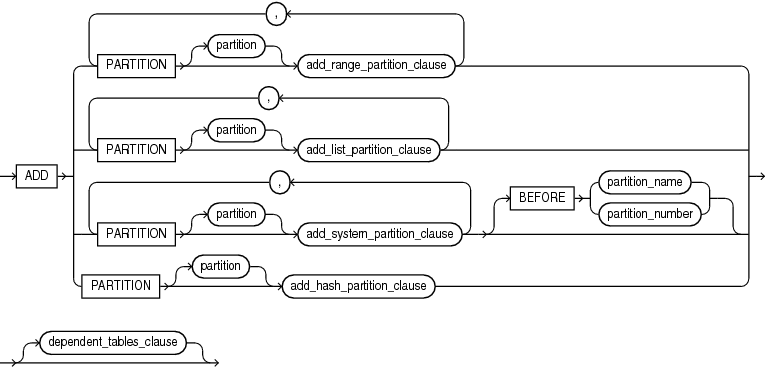 ,
PARTITION partition add_range_partition_clause
,
PARTITION partition add_list_partition_clause
ADD
,
PARTITION partition add_system_partition_clause BEFORE partition_name
partition_number
PARTITION partition add_hash_partition_clause
dependent_tables_clause